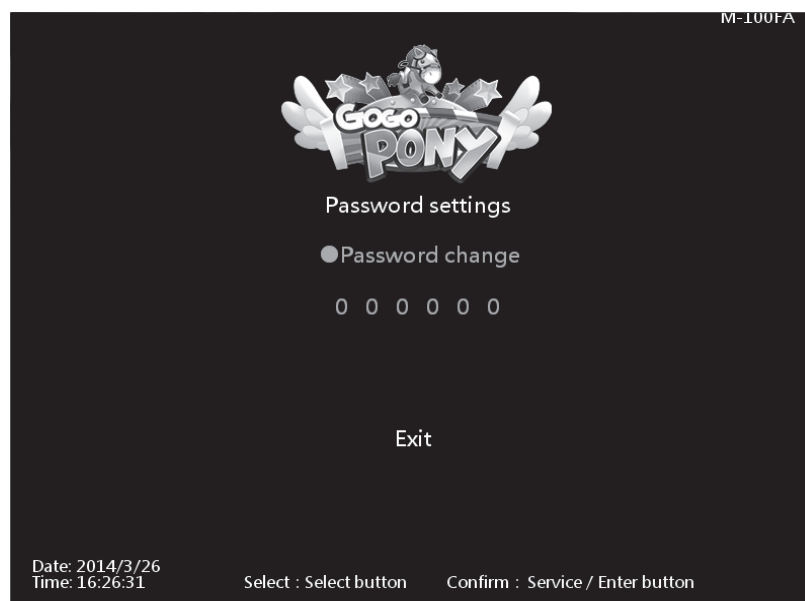 M-100FA
GOGO
PONY
Password settings
●Password change
0 0 0 0 0 0
Exit
Date: 2014/3/26
Time: 16:26:31
Select : Select button Confirm : Service / Enter button